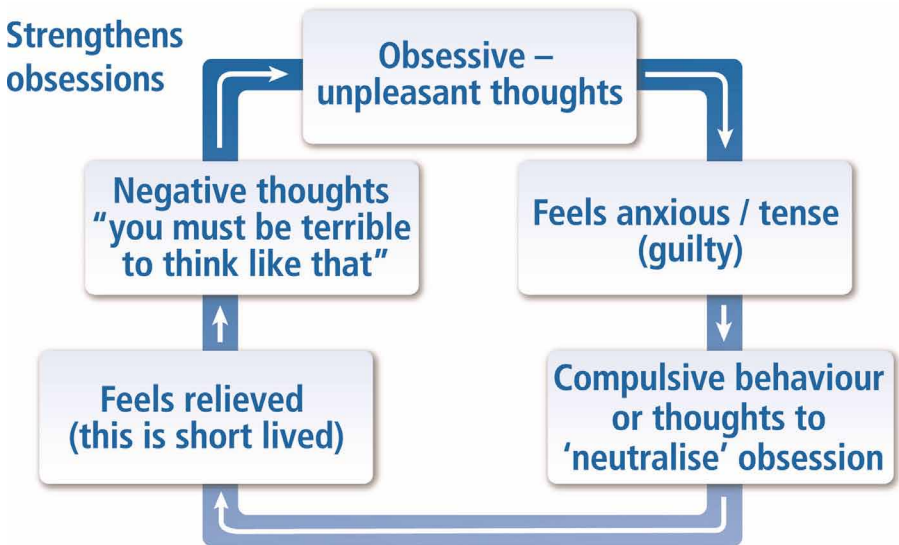 Strengthens
obsessions
Obsessive –
unpleasant thoughts
Feels anxious / tense
(guilty)
Compulsive behaviour
or thoughts to
‘neutralise’ obsession
Feels relieved
(this is short lived)
Negative thoughts
“you must be terrible
to think like that”